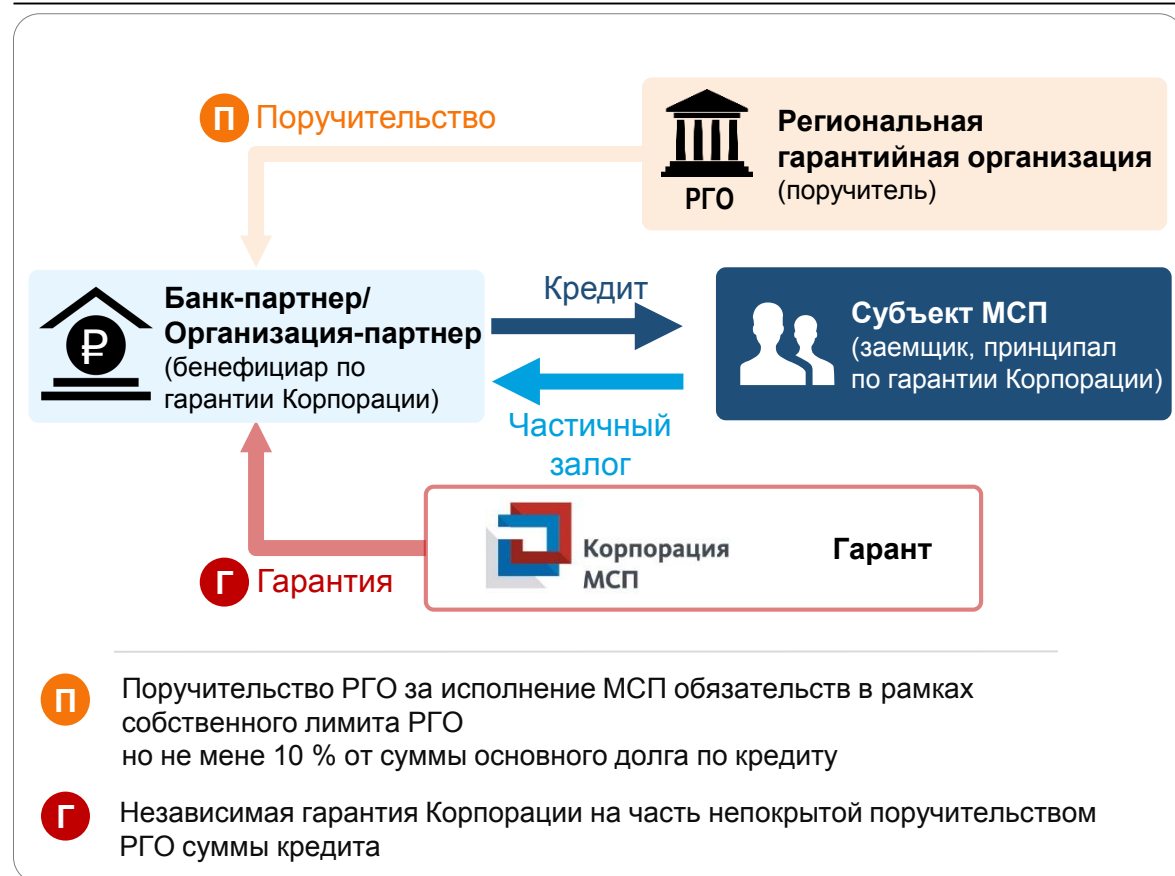 П Поручительство
Региональная
гарантийная организация
(поручитель)
РГО
Банк-партнер/
Организация-партнер
(бенефициар по
гарантии Корпорации)
₽
Кредит
Частичный
залог
Субъект МСП
(заемщик, принципал
по гарантии Корпорации)
Корпорация
МСП
Гарант
Г Гарантия
П
Поручительство РГО за исполнение МСП обязательств в рамках
собственного лимита РГО
но не мене 10 % от суммы основного долга по кредиту
Г
Независимая гарантия Корпорации на часть непокрытой поручительством
РГО суммы кредита